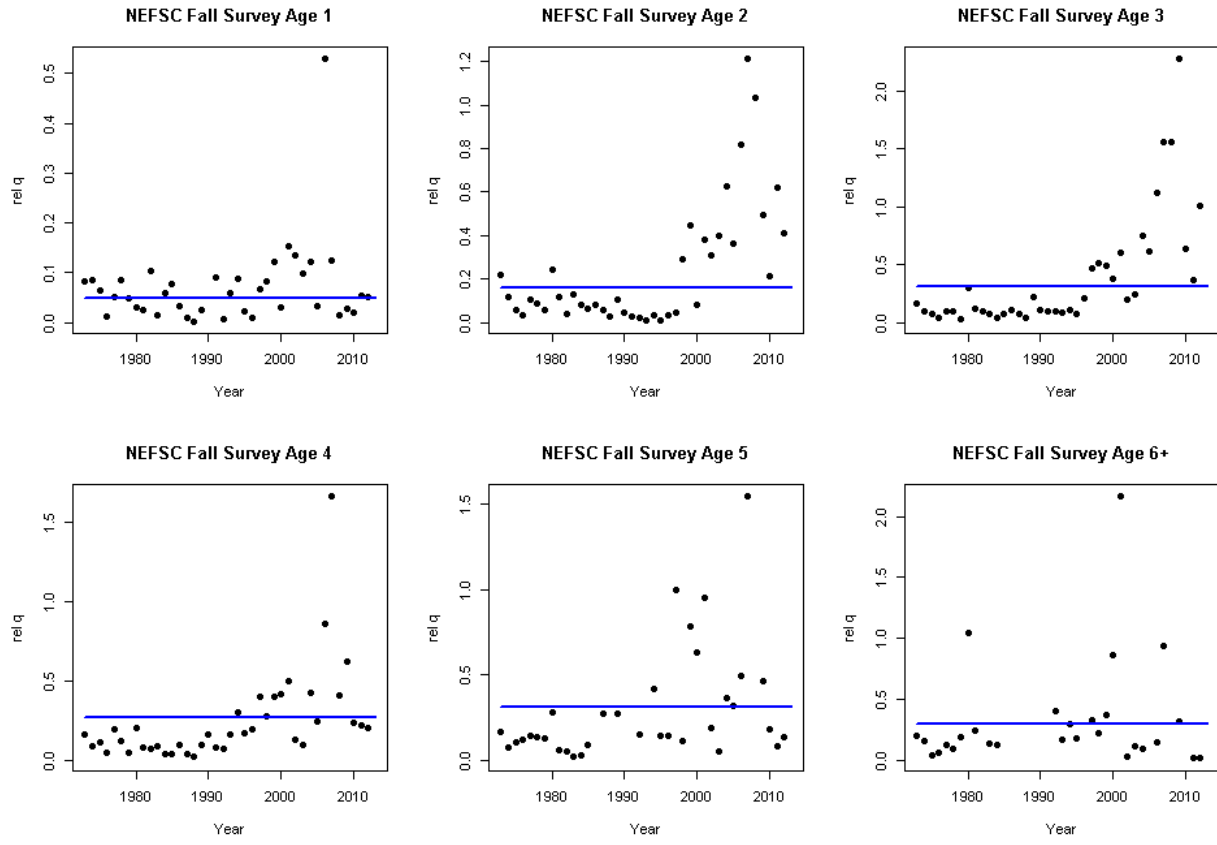 NEFSC Fall Survey Age 1
rel q
0.0 0.1 0.2 0.3 0.4 0.5
1980 1990 2000 2010
Year
NEFSC Fall Survey Age 2
rel q
0.0 0.2 0.4 0.6 0.8 1.0 1.2
1980 1990 2000 2010
Year
NEFSC Fall Survey Age 3
rel q
0.0 0.5 1.0 1.5 2.0
1980 1990 2000 2010
Year
NEFSC Fall Survey Age 4
rel q
0.0 0.5 1.0 1.5
1980 1990 2000 2010
Year
NEFSC Fall Survey Age 5
rel q
0.0 0.5 1.0 1.5
1980 1990 2000 2010
Year
NEFSC Fall Survey Age 6+
rel q
0.0 0.5 1.0 1.5 2.0
1980 1990 2000 2010
Year